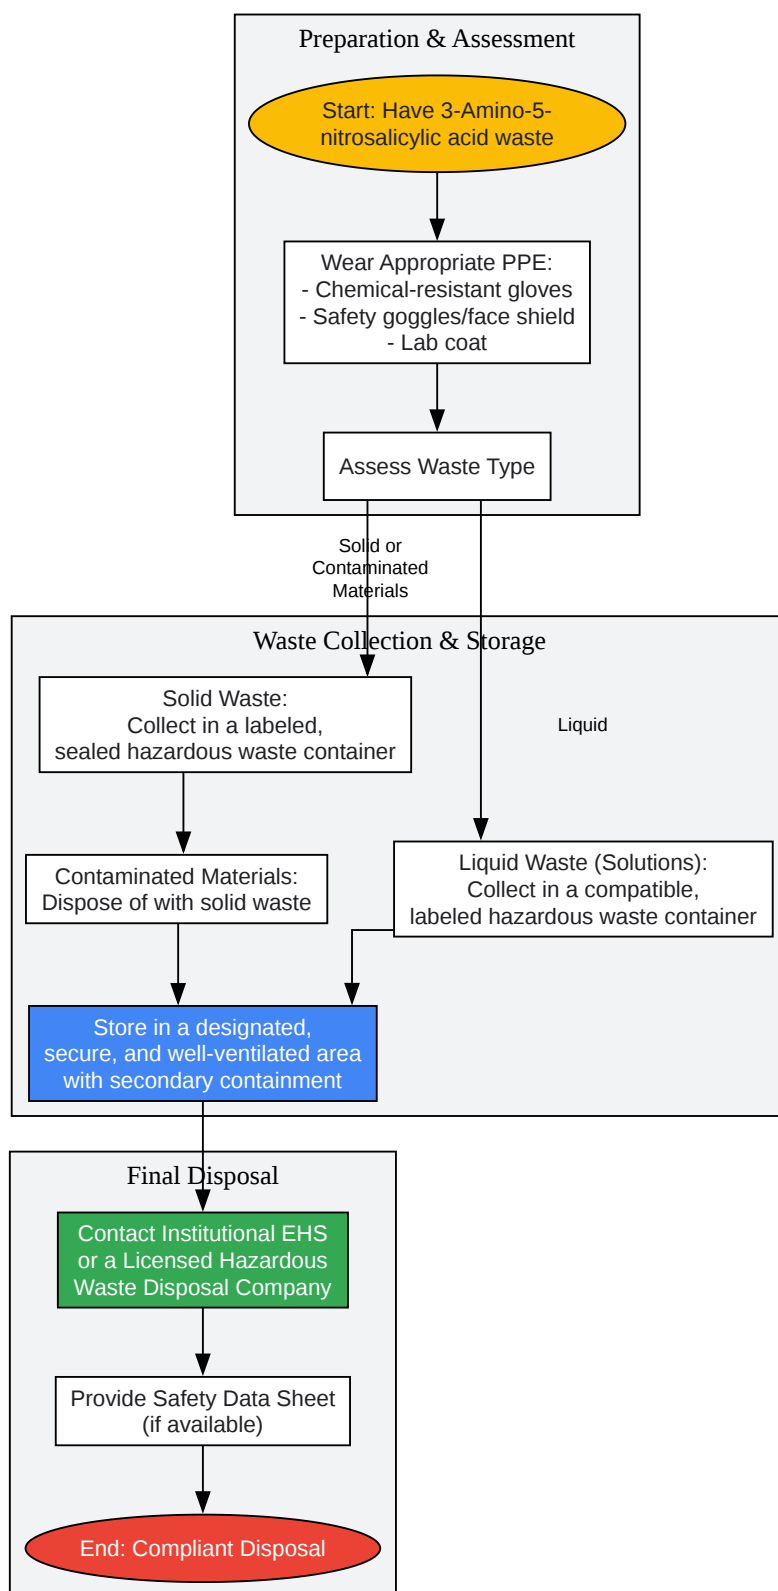 Preparation & Assessment
Start: Have 3-Amino-5-
nitrosalicylic acid waste
Wear Appropriate PPE:
- Chemical-resistant gloves
- Safety goggles/face shield
- Lab coat
Assess Waste Type
Solid or
Contaminated
Materials
Waste Collection & Storage
Solid Waste:
Collect in a labeled,
sealed hazardous waste container
Liquid
Contaminated Materials:
Dispose of with solid waste
Liquid Waste (Solutions):
Collect in a compatible,
labeled hazardous waste container
Store in a designated,
secure, and well-ventilated area
with secondary containment
Final Disposal
Contact Institutional EHS
or a Licensed Hazardous
Waste Disposal Company
Provide Safety Data Sheet
(if available)
End: Compliant Disposal